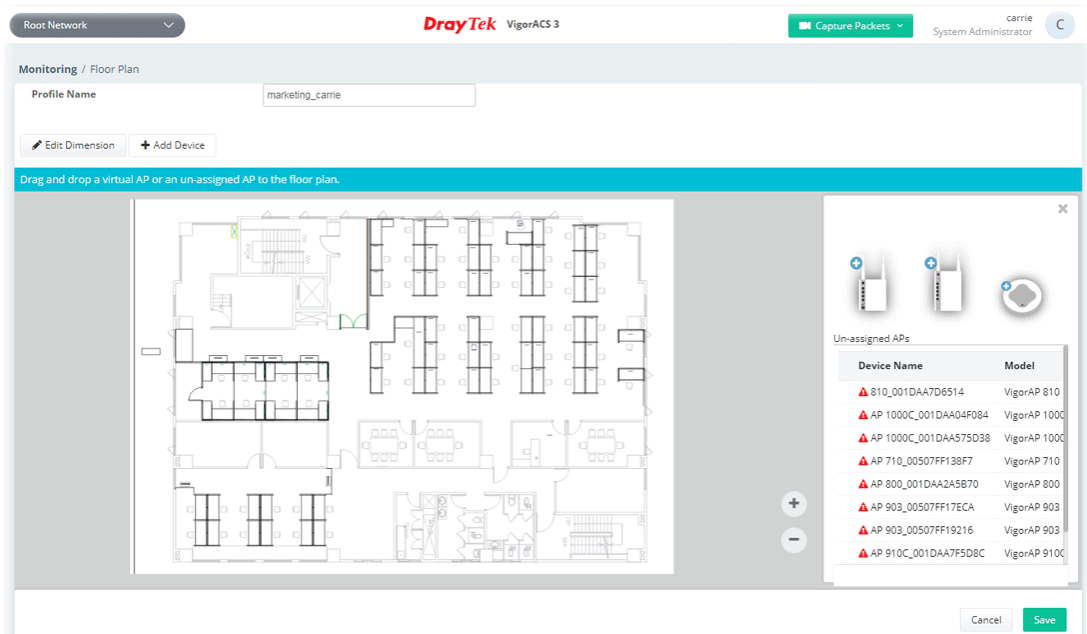 Root Network
DrayTek VigorACS 3
Capture Packets
carrie
System Administrator
C
Monitoring / Floor Plan
Profile Name
marketing_carrie
Edit Dimension
Add Device
Drag and drop a virtual AP or an un-assigned AP to the floor plan.
Un-assigned APs
Device Name Model
810_001DAA7D6514 VigorAP 810
AP 1000C_001DAA04F084 VigorAP 1000
AP 1000C_001DAA575D38 VigorAP 1000
AP 710_00507FF138F7 VigorAP 710
AP 800_001DAA2A5B70 VigorAP 800
AP 903_00507FF17ECA VigorAP 903
AP 903_00507FF19216 VigorAP 903
AP 910C_001DAA7F5D8C VigorAP 910C
Cancel
Save